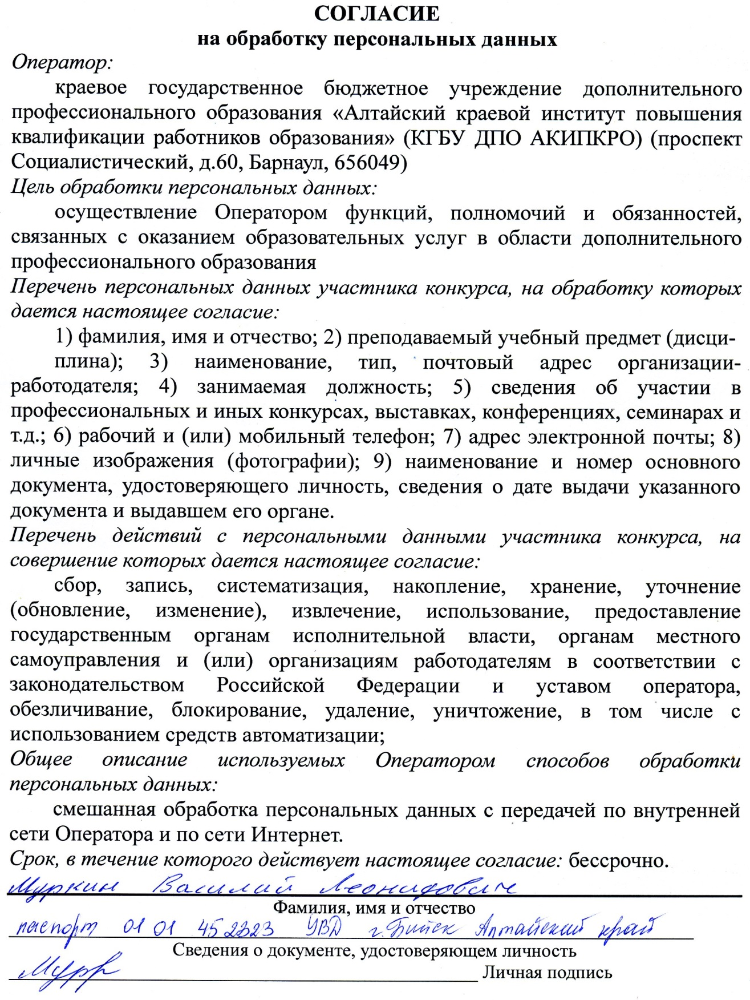 СОГЛАСИЕ
на обработку персональных данных
Оператор:
краевое государственное бюджетное учреждение дополнительного
профессионального образования «Алтайский краевой институт повышения
квалификации работников образования» (КГБУ ДПО АКИПКРО) (проспект
Социалистический, д.60, Барнаул, 656049)
Цель обработки персональных данных:
осуществление Оператором функций, полномочий и обязанностей,
связанных с оказанием образовательных услуг в области дополнительного
профессионального образования
Перечень персональных данных участника конкурса, на обработку которых
дается настоящее согласие:
1) фамилия, имя и отчество; 2) преподаваемый учебный предмет (дисци-
плина); 3) наименование, тип, почтовый адрес организации-
работодателя; 4) занимаемая должность; 5) сведения об участии в
профессиональных и иных конкурсах, выставках, конференциях, семинарах и
т.д.; 6) рабочий и (или) мобильный телефон; 7) адрес электронной почты; 8)
личные изображения (фотографии); 9) наименование и номер основного
документа, удостоверяющего личность, сведения о дате выдачи указанного
документа и выдавшем его органе.
Перечень действий с персональными данными участника конкурса, на
совершение которых дается настоящее согласие:
сбор, запись, систематизация, накопление, хранение, уточнение
(обновление, изменение), извлечение, использование, предоставление
государственным органам исполнительной власти, органам местного
самоуправления и (или) организациям работодателям в соответствии с
законодательством Российской Федерации и уставом оператора,
обезличивание, блокирование, удаление, уничтожение, в том числе с
использованием средств автоматизации;
Общее описание используемых Оператором способов обработки
персональных данных:
смешанная обработка персональных данных с передачей по внутренней
сети Оператора и по сети Интернет.
Срок, в течение которого действует настоящее согласие: бессрочно.
Муркин Василий Леонидович
Фамилия, имя и отчество
паспорт 01 01 452323 УВД г.Бийск Алтайский край
Сведения о документе, удостоверяющем личность
Личная подпись